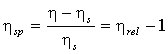 η_sp = (η − η_s) / η_s = η_rel − 1